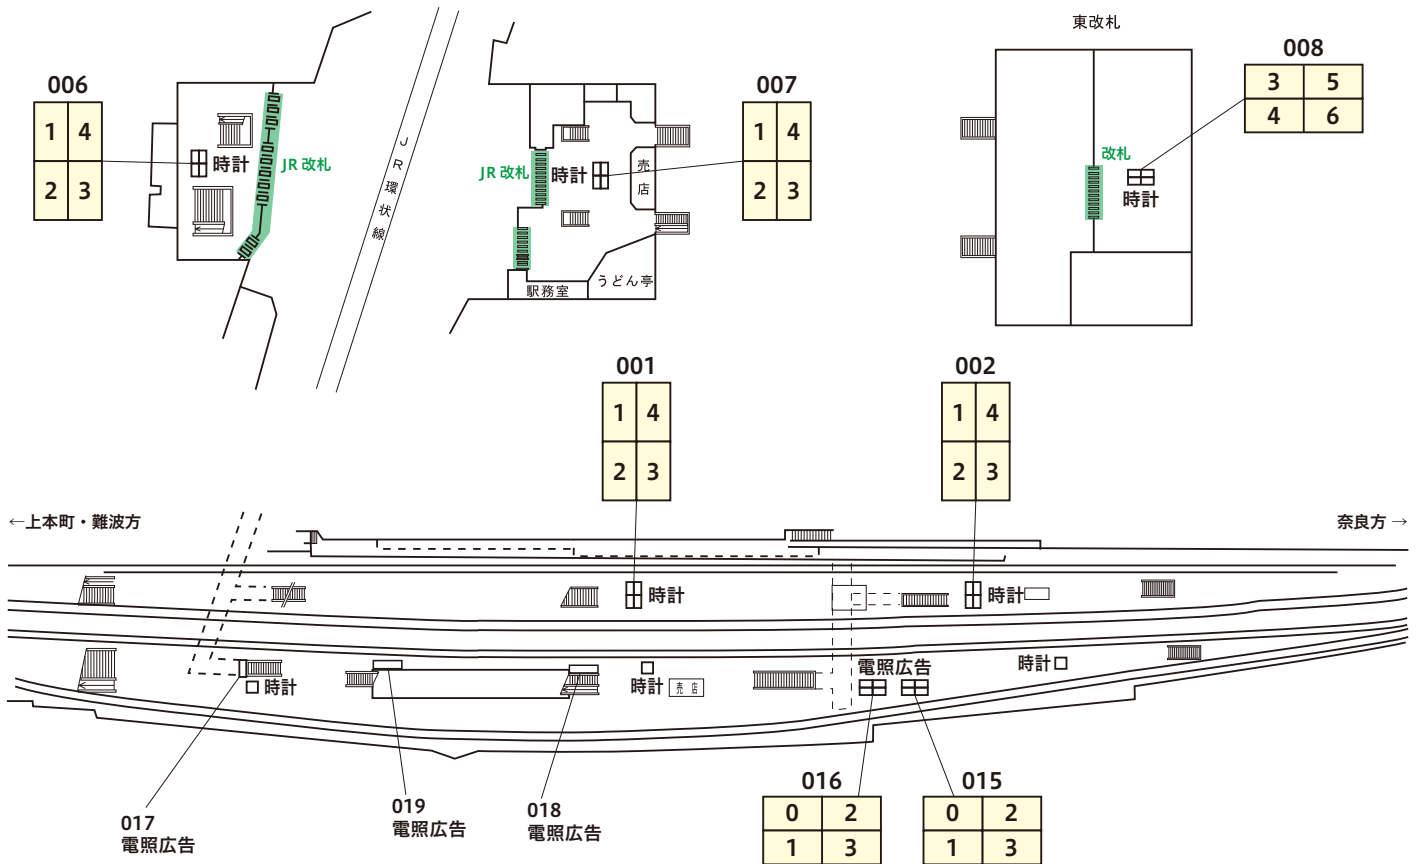 東改札
006
1 4
2 3
時計
JR 改札
JR環状線
007
1 4
2 3
JR 改札
時計
売店
うどん亭
駅務室
008
3 5
4 6
改札
時計
001
1 4
2 3
002
1 4
2 3
←上本町・難波方
奈良方→
時計
時計
時計
時計
売店
電照広告
時計
017
電照広告
019
電照広告
018
電照広告
016
0 2
1 3
015
0 2
1 3